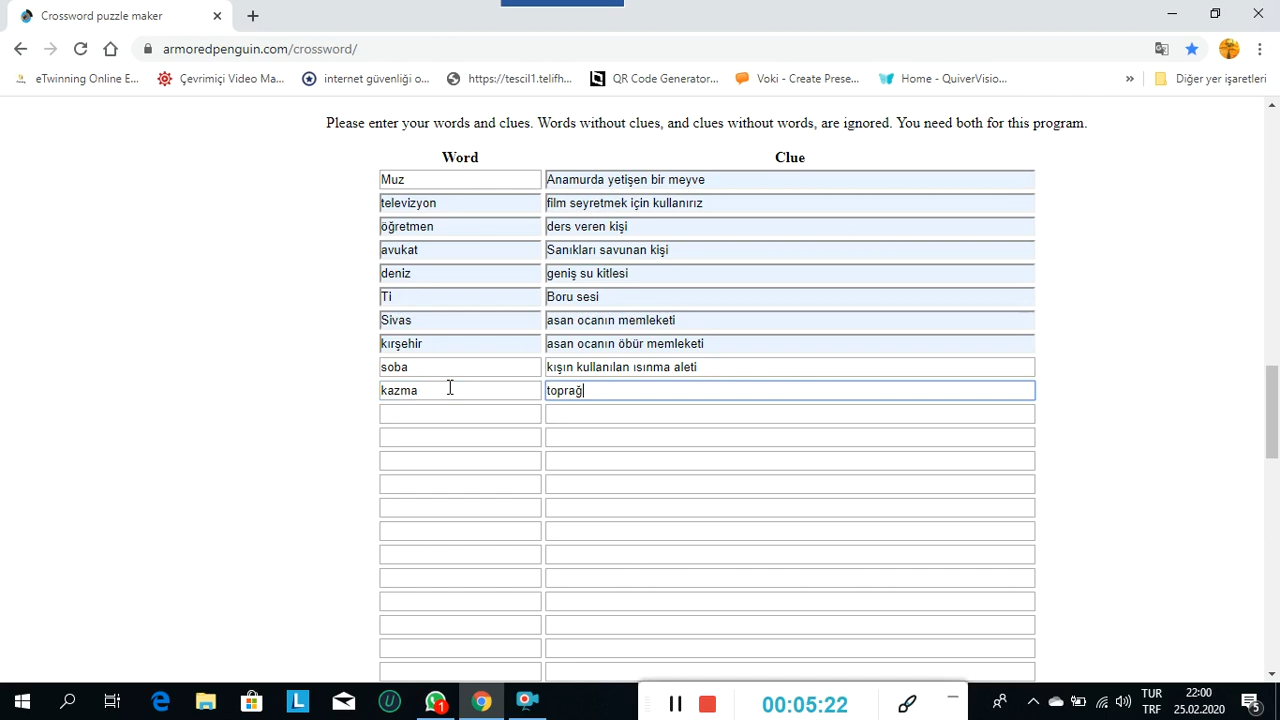 Crossword puzzle maker
armoredpenguin.com/crossword/
eTwinning Online E...
Çevrimiçi Video Ma...
internet güvenliği o...
https://tescil1.telifh...
QR Code Generator...
Voki - Create Prese...
Home - QuiverVisio...
»
Diğer yer işaretleri
Please enter your words and clues. Words without clues, and clues without words, are ignored. You need both for this program.
Word Clue
Muz Anamurda yetişen bir meyve
televizyon film seyretmek için kullanırız
öğretmen ders veren kişi
avukat Sanıkları savunan kişi
deniz geniş su kitlesi
Ti Boru sesi
Sivas asan ocanın memleketi
kırşehir asan ocanın öbür memleketi
soba kışın kullanılan ısınma aleti
kazma toprağ
L
U
1
00:05:22
TUR
TRF
22:00
25.02.2020
5